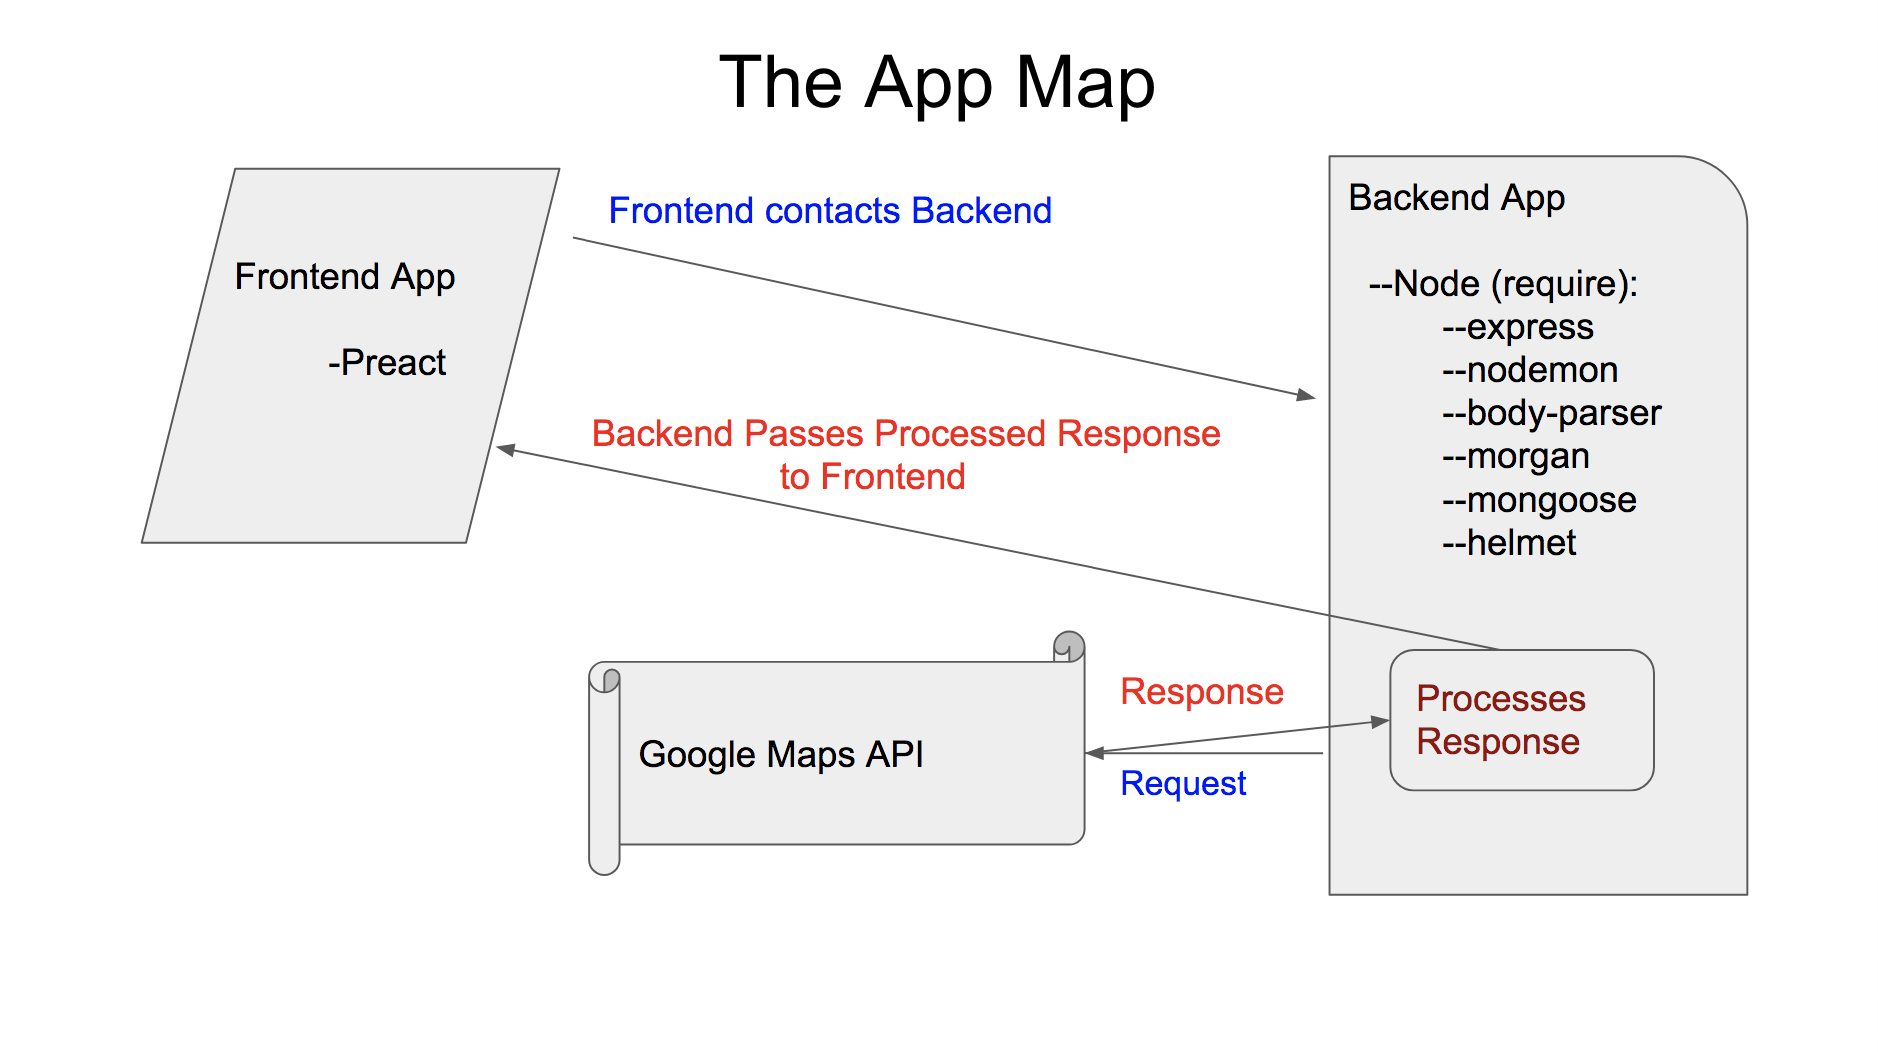 The App Map
Frontend App
-Preact
Frontend contacts Backend
Backend Passes Processed Response
to Frontend
Backend App
--Node (require):
--express
--nodemon
--body-parser
--morgan
--mongoose
--helmet
Google Maps API
Response
Request
Processes
Response